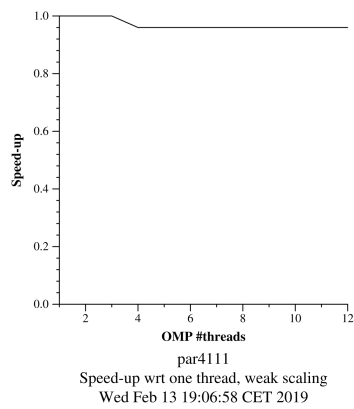 1.0
0.8
0.6
0.4
0.2
0.0
Speed-up
2 4 6 8 10 12
OMP #threads
par4111
Speed-up wrt one thread, weak scaling
Wed Feb 13 19:06:58 CET 2019